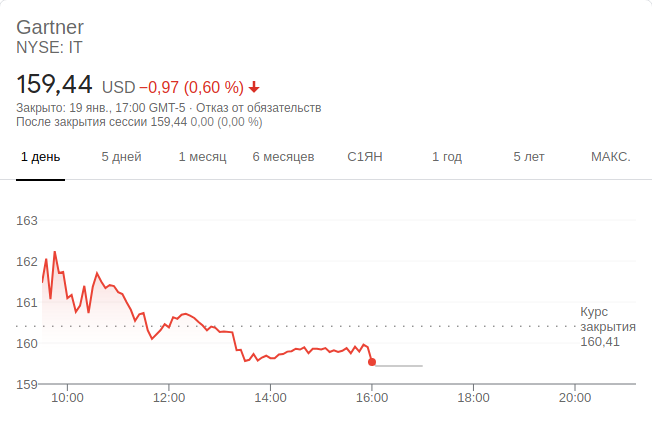 Gartner
NYSE: IT
159,44 USD −0,97 (0,60 %)
Закрыто: 19 янв., 17:00 GMT-5 · Отказ от обязательств
После закрытия сессии 159,44 0,00 (0,00 %)
1 день 5 дней 1 месяц 6 месяцев С1ЯН 1 год 5 лет МАКС.
163
162
161
Курс
закрытия
160,41
160
159
10:00 12:00 14:00 16:00 18:00 20:00